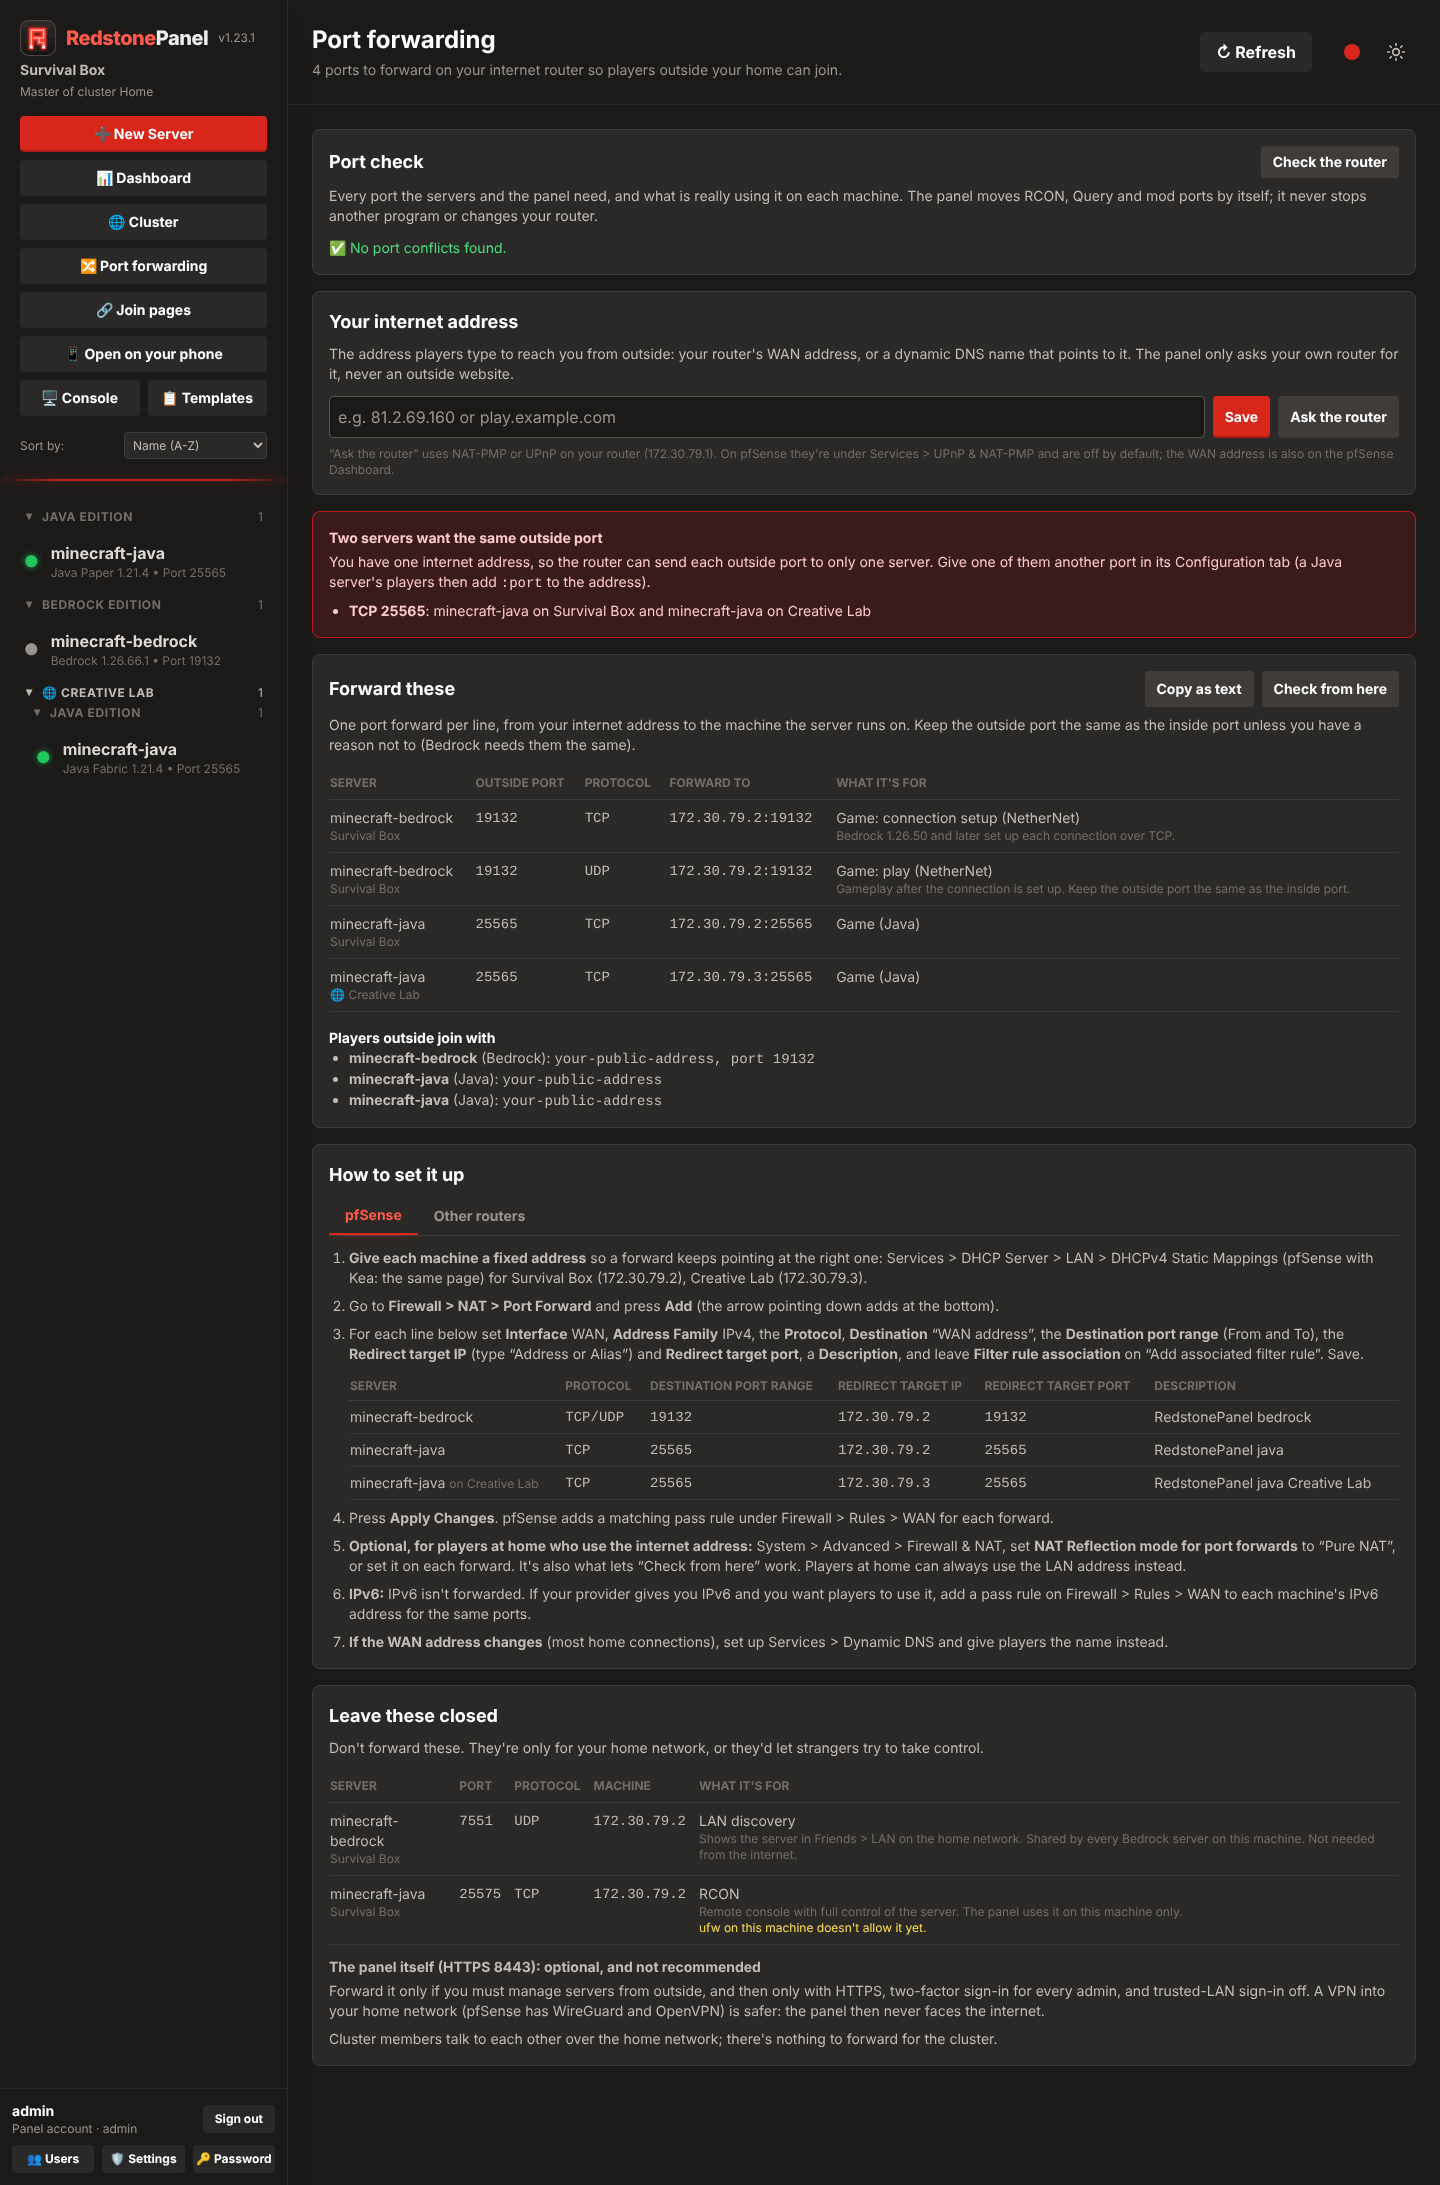 RedstonePanel v1.23.1
Survival Box
Master of cluster Home
➕ New Server
📊 Dashboard
🌐 Cluster
🔀 Port forwarding
🔗 Join pages
📱 Open on your phone
🖥️ Console
📋 Templates
Sort by:
Name (A-Z)
▼ JAVA EDITION 1
minecraft-java
Java Paper 1.21.4 • Port 25565
▼ BEDROCK EDITION 1
minecraft-bedrock
Bedrock 1.26.66.1 • Port 19132
▼ 🌐 CREATIVE LAB 1
▼ JAVA EDITION 1
minecraft-java
Java Fabric 1.21.4 • Port 25565
admin
Panel account · admin
Sign out
👥 Users
🛡️ Settings
🔑 Password
Port forwarding
4 ports to forward on your internet router so players outside your home can join.
↻ Refresh
Port check
Check the router
Every port the servers and the panel need, and what is really using it on each machine. The panel moves RCON, Query and mod ports by itself; it never stops
another program or changes your router.
✅ No port conflicts found.
Your internet address
The address players type to reach you from outside: your router's WAN address, or a dynamic DNS name that points to it. The panel only asks your own router for
it, never an outside website.
e.g. 81.2.69.160 or play.example.com
Save
Ask the router
“Ask the router” uses NAT-PMP or UPnP on your router (172.30.79.1). On pfSense they're under Services > UPnP & NAT-PMP and are off by default; the WAN address is also on the pfSense
Dashboard.
Two servers want the same outside port
You have one internet address, so the router can send each outside port to only one server. Give one of them another port in its Configuration tab (a Java
server's players then add :port to the address).
• TCP 25565: minecraft-java on Survival Box and minecraft-java on Creative Lab
Forward these
Copy as text
Check from here
One port forward per line, from your internet address to the machine the server runs on. Keep the outside port the same as the inside port unless you have a
reason not to (Bedrock needs them the same).
SERVER OUTSIDE PORT PROTOCOL FORWARD TO WHAT IT'S FOR
minecraft-bedrock 19132 TCP 172.30.79.2:19132 Game: connection setup (NetherNet)
Survival Box Bedrock 1.26.50 and later set up each connection over TCP.
minecraft-bedrock 19132 UDP 172.30.79.2:19132 Game: play (NetherNet)
Survival Box Gameplay after the connection is set up. Keep the outside port the same as the inside port.
minecraft-java 25565 TCP 172.30.79.2:25565 Game (Java)
Survival Box
minecraft-java 25565 TCP 172.30.79.3:25565 Game (Java)
🌐 Creative Lab
Players outside join with
• minecraft-bedrock (Bedrock): your-public-address, port 19132
• minecraft-java (Java): your-public-address
• minecraft-java (Java): your-public-address
How to set it up
pfSense
Other routers
1. Give each machine a fixed address so a forward keeps pointing at the right one: Services > DHCP Server > LAN > DHCPv4 Static Mappings (pfSense with
Kea: the same page) for Survival Box (172.30.79.2), Creative Lab (172.30.79.3).
2. Go to Firewall > NAT > Port Forward and press Add (the arrow pointing down adds at the bottom).
3. For each line below set Interface WAN, Address Family IPv4, the Protocol, Destination “WAN address”, the Destination port range (From and To), the
Redirect target IP (type “Address or Alias”) and Redirect target port, a Description, and leave Filter rule association on “Add associated filter rule”. Save.
SERVER PROTOCOL DESTINATION PORT RANGE REDIRECT TARGET IP REDIRECT TARGET PORT DESCRIPTION
minecraft-bedrock TCP/UDP 19132 172.30.79.2 19132 RedstonePanel bedrock
minecraft-java TCP 25565 172.30.79.2 25565 RedstonePanel java
minecraft-java on Creative Lab TCP 25565 172.30.79.3 25565 RedstonePanel java Creative Lab
4. Press Apply Changes. pfSense adds a matching pass rule under Firewall > Rules > WAN for each forward.
5. Optional, for players at home who use the internet address: System > Advanced > Firewall & NAT, set NAT Reflection mode for port forwards to “Pure NAT”,
or set it on each forward. It's also what lets “Check from here” work. Players at home can always use the LAN address instead.
6. IPv6: IPv6 isn't forwarded. If your provider gives you IPv6 and you want players to use it, add a pass rule on Firewall > Rules > WAN to each machine's IPv6
address for the same ports.
7. If the WAN address changes (most home connections), set up Services > Dynamic DNS and give players the name instead.
Leave these closed
Don't forward these. They're only for your home network, or they'd let strangers try to take control.
SERVER PORT PROTOCOL MACHINE WHAT IT'S FOR
minecraft-
bedrock 7551 UDP 172.30.79.2 LAN discovery
Survival Box Shows the server in Friends > LAN on the home network. Shared by every Bedrock server on this machine. Not needed
from the internet.
minecraft-java 25575 TCP 172.30.79.2 RCON
Survival Box Remote console with full control of the server. The panel uses it on this machine only.
ufw on this machine doesn't allow it yet.
The panel itself (HTTPS 8443): optional, and not recommended
Forward it only if you must manage servers from outside, and then only with HTTPS, two-factor sign-in for every admin, and trusted-LAN sign-in off. A VPN into
your home network (pfSense has WireGuard and OpenVPN) is safer: the panel then never faces the internet.
Cluster members talk to each other over the home network; there's nothing to forward for the cluster.